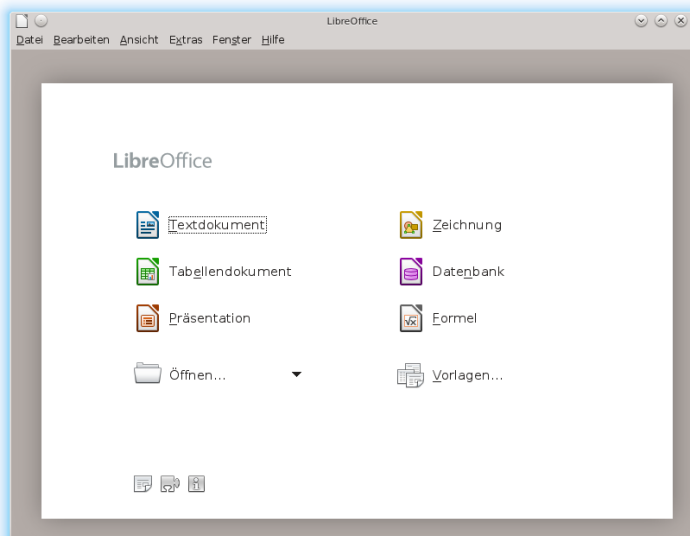 LibreOffice
Datei Bearbeiten Ansicht Extras Fenster Hilfe
LibreOffice
Textdokument
Zeichnung
Tabellendokument
Datenbank
Präsentation
Formel
Öffnen...
Vorlagen...